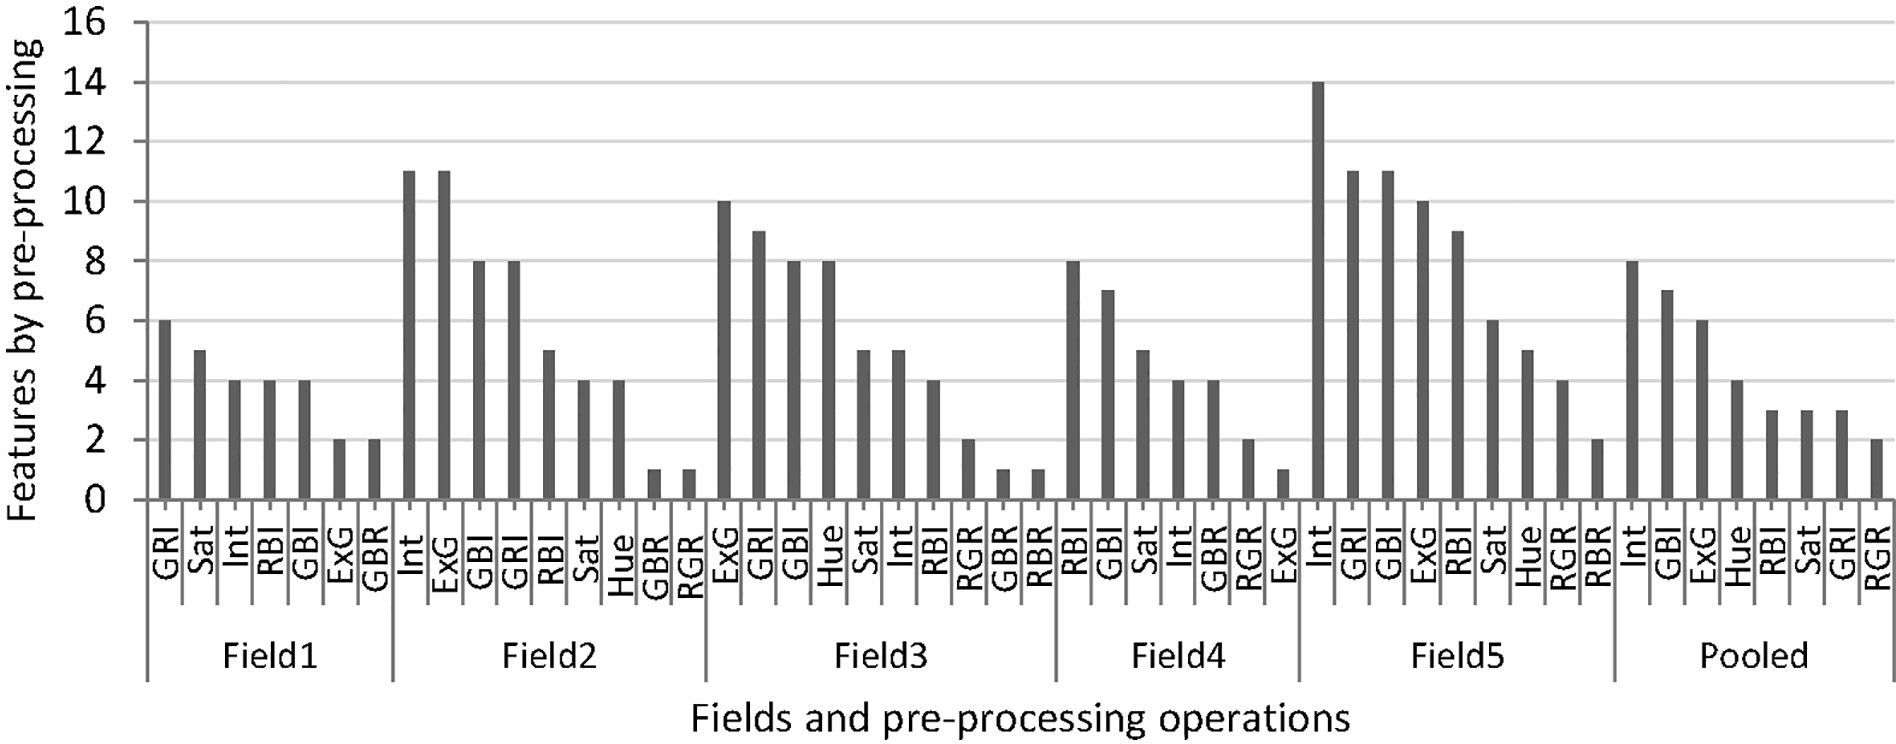 Features by pre-processing
16
14
12
10
8
6
4
2
0
GRI Sat Int RBI GBI ExG GBR Int ExG GBI GRI RBI Sat Hue GBR RGR ExG GRI GBI Hue Sat Int RBI RGR GBR RBR RBI GBI Sat Int GBR RGR ExG Int GRI GBI ExG RBI Sat Hue RGR RBR Int GBI ExG Hue RBI Sat GRI RGR
Field1 Field2 Field3 Field4 Field5 Pooled
Fields and pre-processing operations